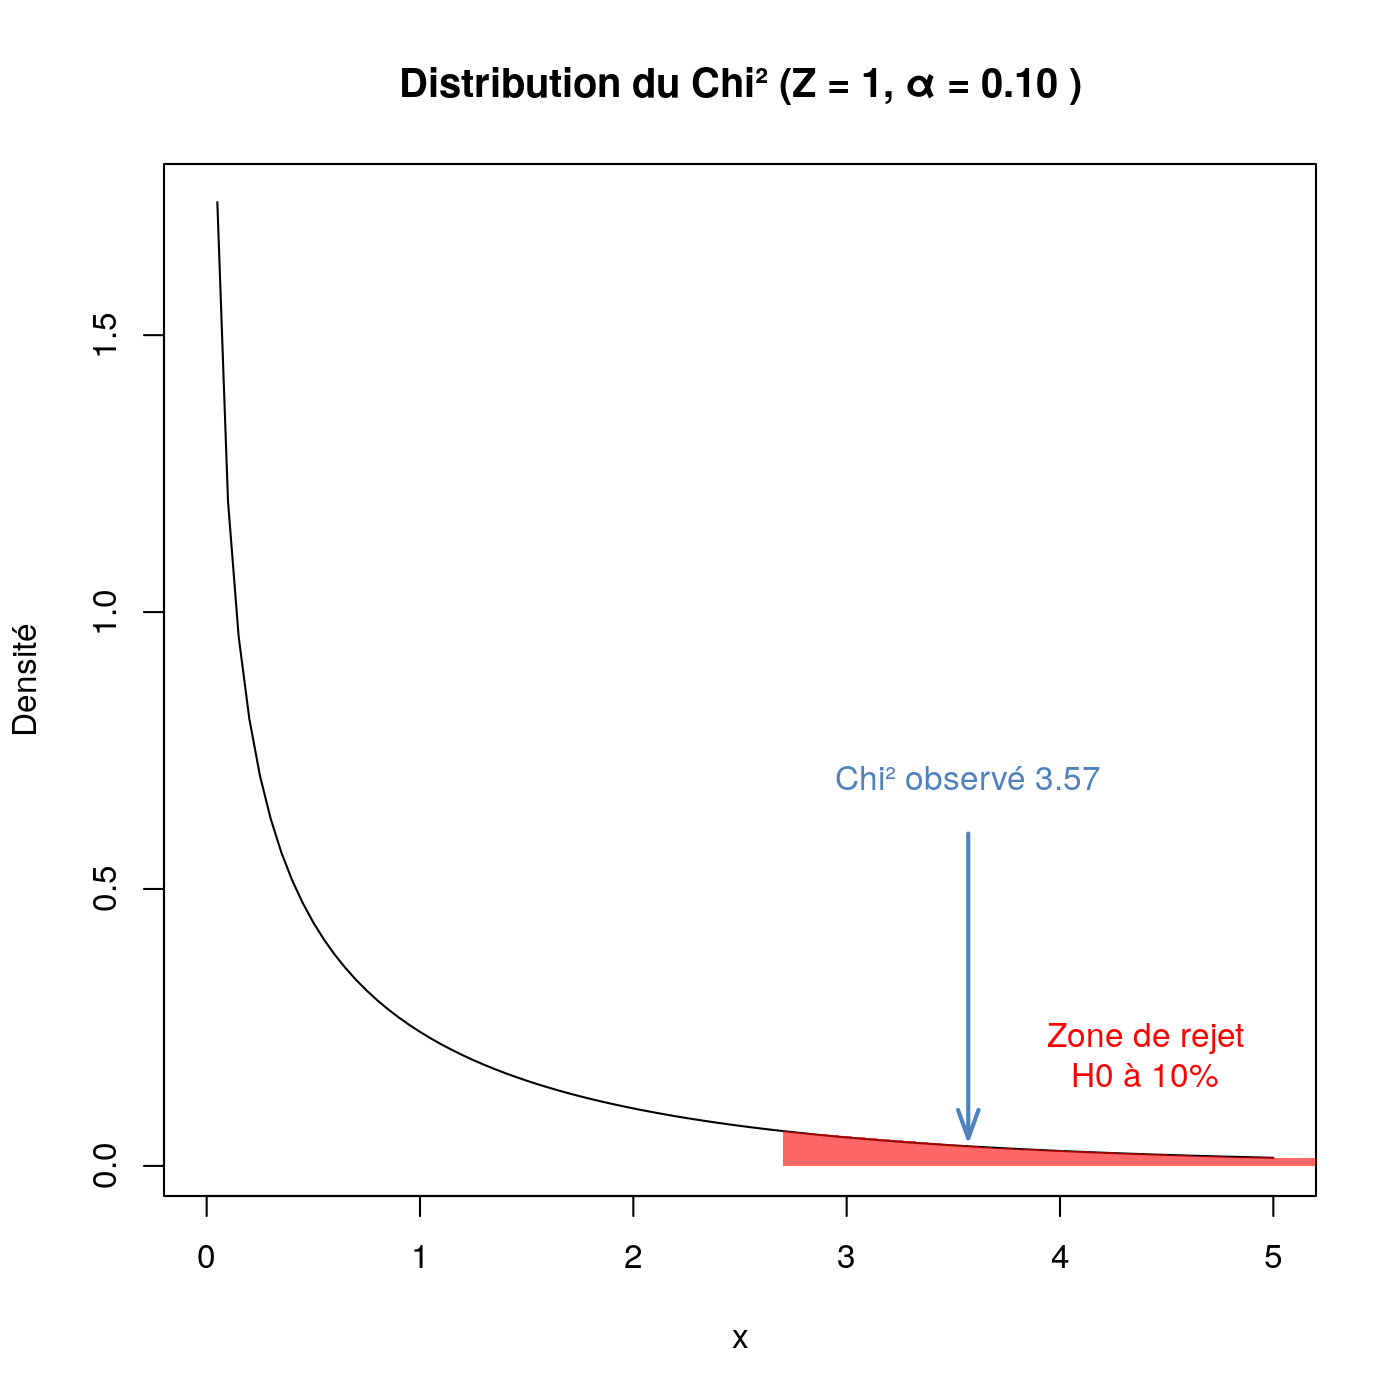 Distribution du Chi² (Z = 1, α = 0.10 )
Densité
1.5
1.0
0.5
0.0
Chi² observé 3.57
Zone de rejet
H0 à 10%
0 1 2 3 4 5
x